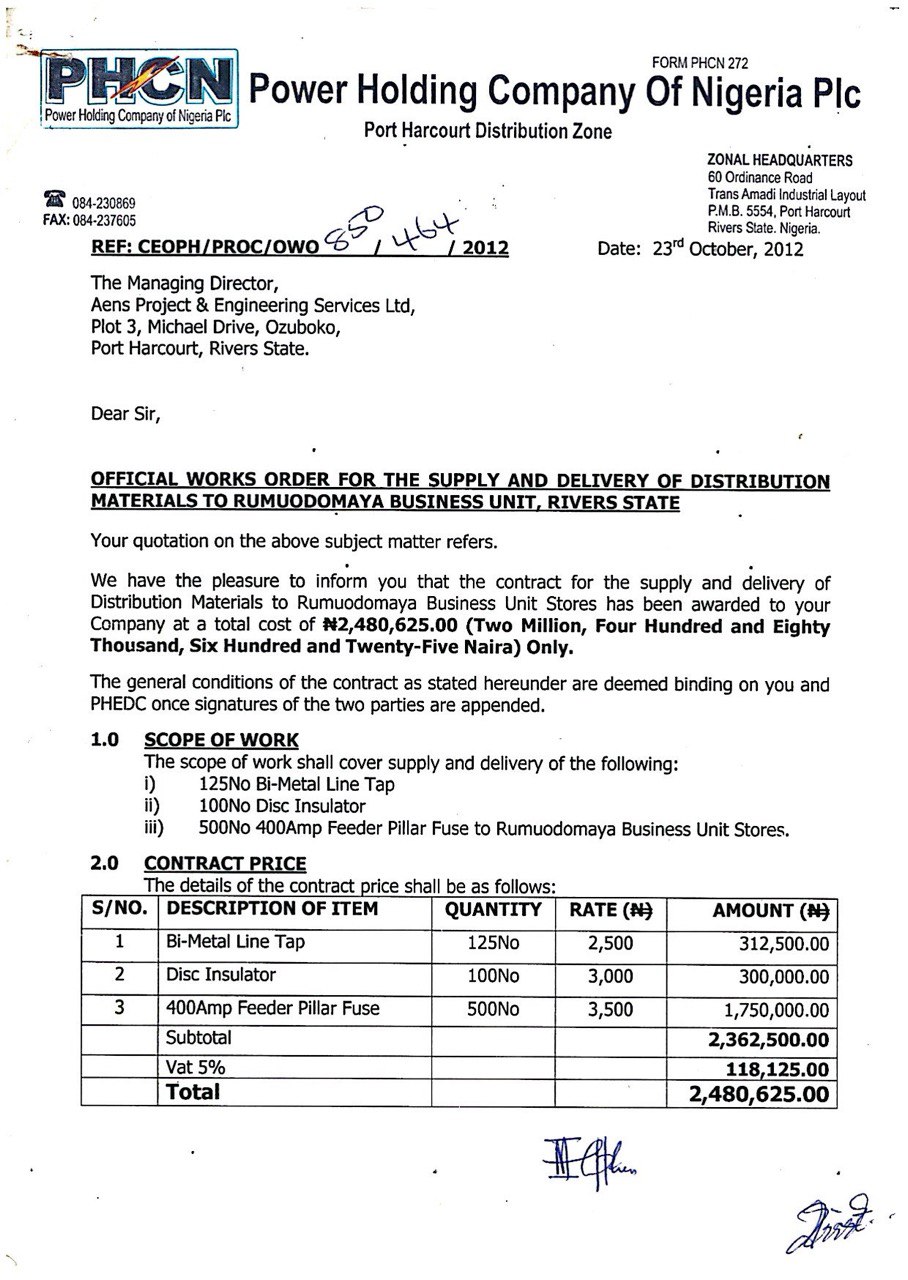 FORM PHCN 272
PHCN
Power Holding Company of Nigeria Plc
Power Holding Company Of Nigeria Plc
Port Harcourt Distribution Zone
ZONAL HEADQUARTERS
60 Ordinance Road
Trans Amadi Industrial Layout
P.M.B. 5554, Port Harcourt
Rivers State. Nigeria.
☎ 084-230869
FAX: 084-237605
REF: CEOPH/PROC/OWO 850 / 464 / 2012
Date: 23rd October, 2012
The Managing Director,
Aens Project & Engineering Services Ltd,
Plot 3, Michael Drive, Ozuboko,
Port Harcourt, Rivers State.
Dear Sir,
OFFICIAL WORKS ORDER FOR THE SUPPLY AND DELIVERY OF DISTRIBUTION
MATERIALS TO RUMUODOMAYA BUSINESS UNIT, RIVERS STATE
Your quotation on the above subject matter refers.
We have the pleasure to inform you that the contract for the supply and delivery of
Distribution Materials to Rumuodomaya Business Unit Stores has been awarded to your
Company at a total cost of ₦2,480,625.00 (Two Million, Four Hundred and Eighty
Thousand, Six Hundred and Twenty-Five Naira) Only.
The general conditions of the contract as stated hereunder are deemed binding on you and
PHEDC once signatures of the two parties are appended.
1.0 SCOPE OF WORK
The scope of work shall cover supply and delivery of the following:
i) 125No Bi-Metal Line Tap
ii) 100No Disc Insulator
iii) 500No 400Amp Feeder Pillar Fuse to Rumuodomaya Business Unit Stores.
2.0 CONTRACT PRICE
The details of the contract price shall be as follows:
S/NO. DESCRIPTION OF ITEM QUANTITY RATE (₦) AMOUNT (₦)
1 Bi-Metal Line Tap 125No 2,500 312,500.00
2 Disc Insulator 100No 3,000 300,000.00
3 400Amp Feeder Pillar Fuse 500No 3,500 1,750,000.00
Subtotal 2,362,500.00
Vat 5% 118,125.00
Total 2,480,625.00